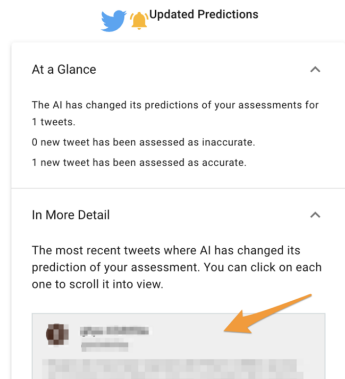 Updated Predictions
At a Glance
The AI has changed its predictions of your assessments for
1 tweets.
0 new tweet has been assessed as inaccurate.
1 new tweet has been assessed as accurate.
In More Detail
The most recent tweets where AI has changed its
prediction of your assessment. You can click on each
one to scroll it into view.